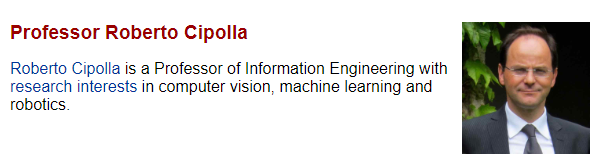 Professor Roberto Cipolla
Roberto Cipolla is a Professor of Information Engineering with
research interests in computer vision, machine learning and
robotics.